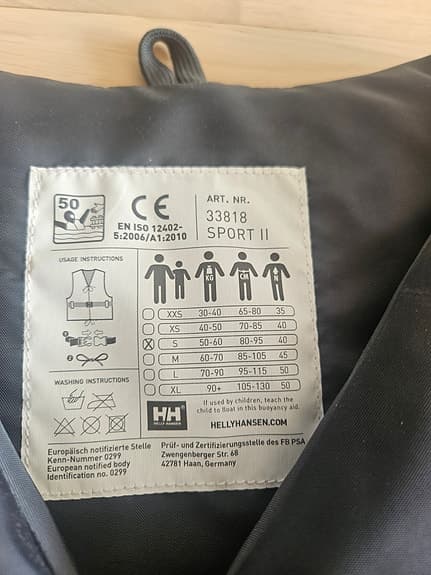 50
CE
EN ISO 12402-
5:2006/A1:2010
ART. NR.
33818
SPORT II
USAGE INSTRUCTIONS
KG
CM
N
XXS 30-40 65-80 35
XS 40-50 70-85 40
S 50-60 80-95 40
M 60-70 85-105 45
L 70-90 95-115 50
XL 90+ 105-130 50
1
2
WASHING INSTRUCTIONS
HH
HELLY HANSEN
If used by children, teach the
child to float in this buoyancy aid.
HELLYHANSEN.COM
Europäisch notifizierte Stelle
Kenn-Nummer 0299
European notified body
Identification no. 0299
Prüf- und Zertifizierungsstelle des FB PSA
Zwengenberger Str. 68
42781 Haan, Germany